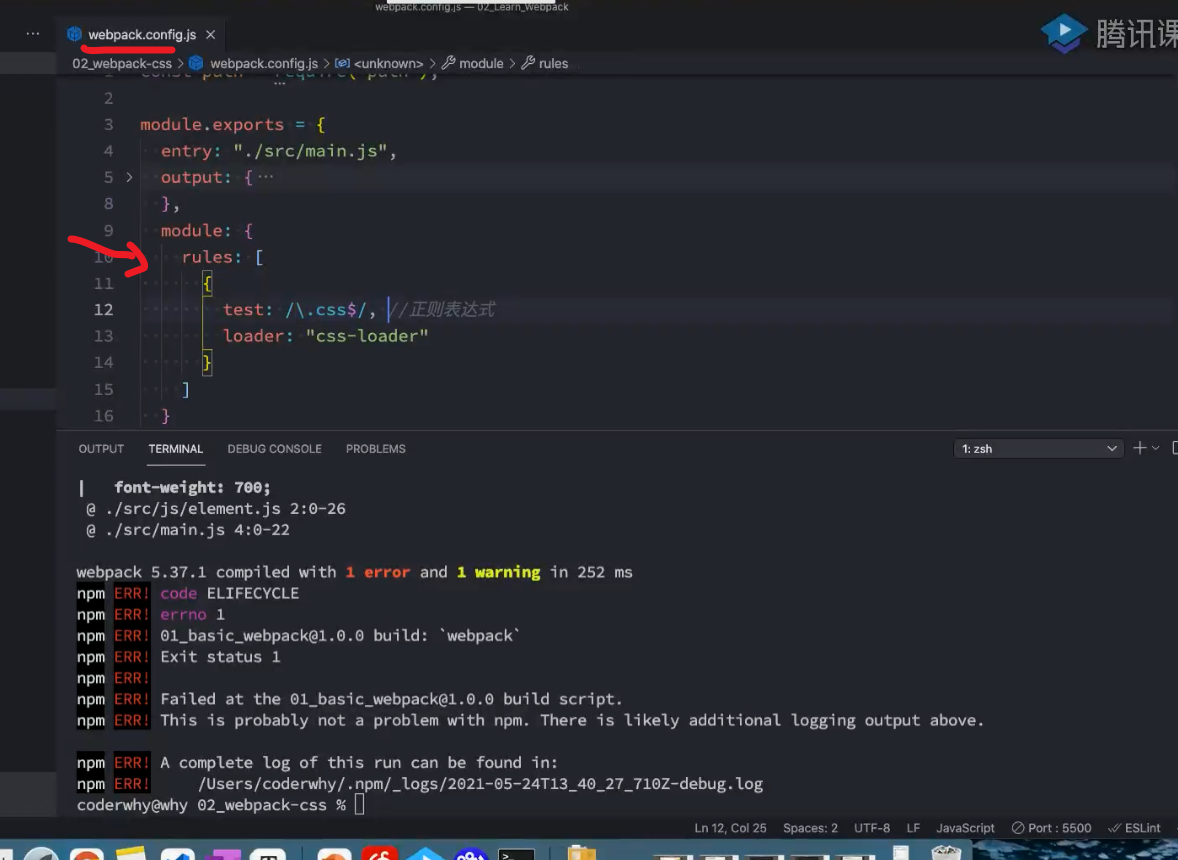 webpack.config.js — 02_Learn_Webpack
webpack.config.js
腾讯课
02_webpack-css > webpack.config.js > <unknown> > module > rules
2
3 module.exports = {
4 entry: "./src/main.js",
5 output: { ...
8 },
9 module: {
10 rules: [
11 {
12 test: /\.css$/, //正则表达式
13 loader: "css-loader"
14 }
15 ]
16 }
OUTPUT TERMINAL DEBUG CONSOLE PROBLEMS 1: zsh
| font-weight: 700;
@ ./src/js/element.js 2:0-26
@ ./src/main.js 4:0-22
webpack 5.37.1 compiled with 1 error and 1 warning in 252 ms
npm ERR! code ELIFECYCLE
npm ERR! errno 1
npm ERR! 01_basic_webpack@1.0.0 build: `webpack`
npm ERR! Exit status 1
npm ERR!
npm ERR! Failed at the 01_basic_webpack@1.0.0 build script.
npm ERR! This is probably not a problem with npm. There is likely additional logging output above.
npm ERR! A complete log of this run can be found in:
npm ERR! /Users/coderwhy/.npm/_logs/2021-05-24T13_40_27_710Z-debug.log
coderwhy@why 02_webpack-css %
Ln 12, Col 25 Spaces: 2 UTF-8 LF JavaScript Port : 5500 ESLint